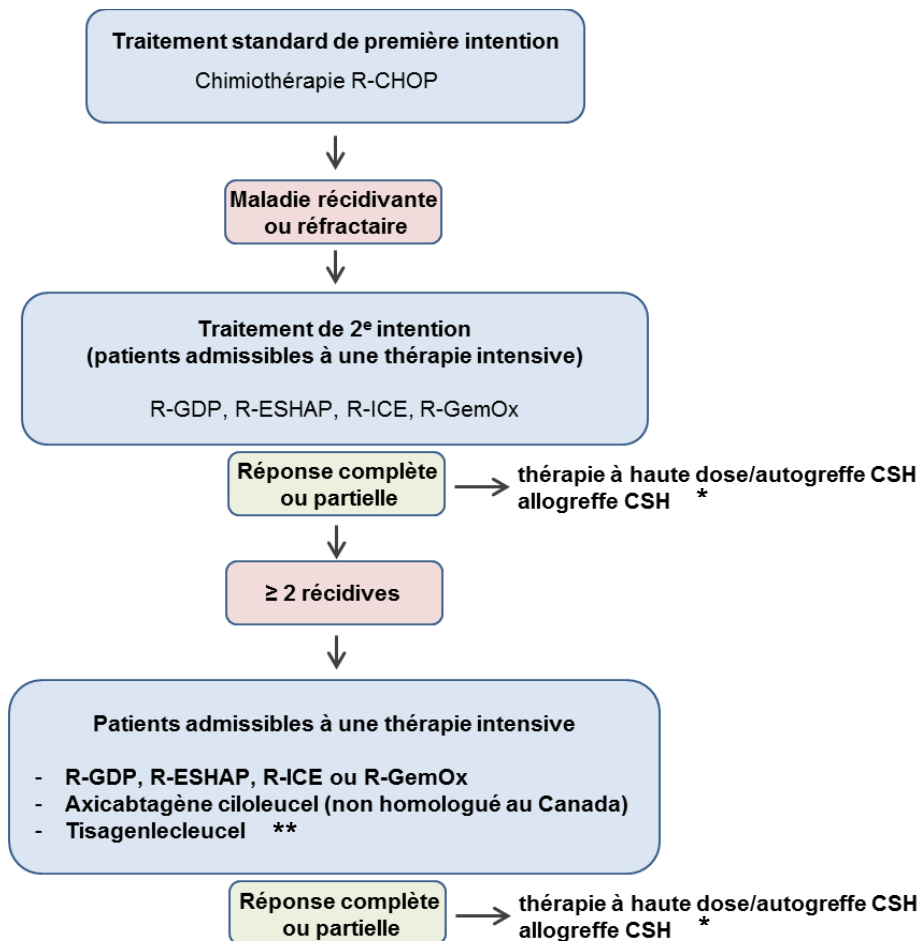 Traitement standard de première intention
Chimiothérapie R-CHOP
Maladie récidivante
ou réfractaire
Traitement de 2e intention
(patients admissibles à une thérapie intensive)
R-GDP, R-ESHAP, R-ICE, R-GemOx
Réponse complète
ou partielle
thérapie à haute dose/autogreffe CSH
allogreffe CSH *
≥ 2 récidives
Patients admissibles à une thérapie intensive
- R-GDP, R-ESHAP, R-ICE ou R-GemOx
- Axicabtagène ciloleucel (non homologué au Canada)
- Tisagenlecleucel **
Réponse complète
ou partielle
thérapie à haute dose/autogreffe CSH
allogreffe CSH *